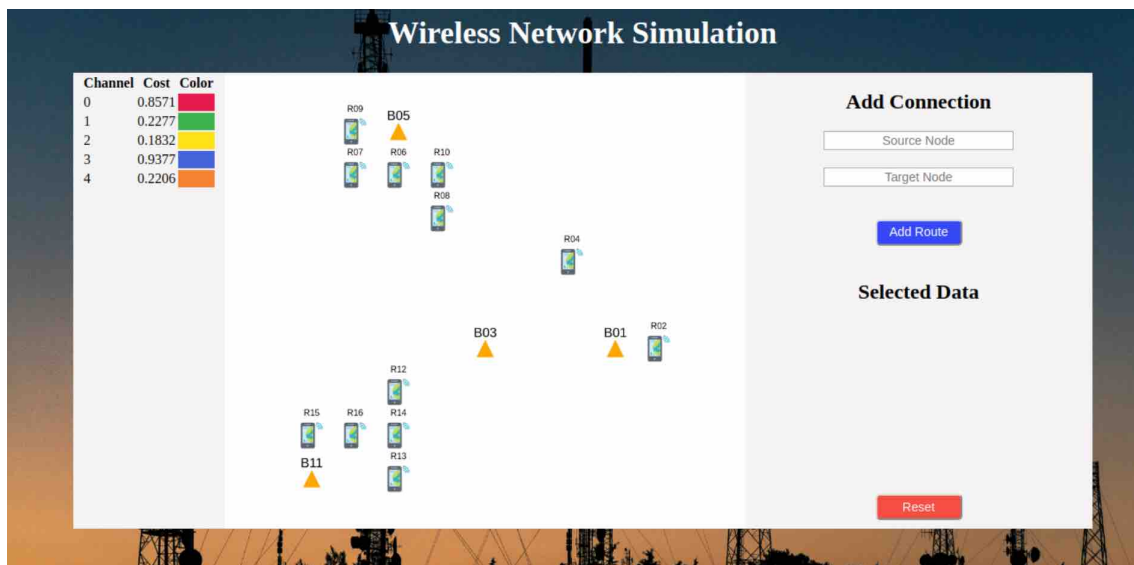 Wireless Network Simulation
Channel Cost Color
0 0.8571
1 0.2277
2 0.1832
3 0.9377
4 0.2206
R09
B05
R07 R06 R10
R08
R04
B03 B01 R02
R12
R15 R16 R14
B11 R13
Add Connection
Source Node
Target Node
Add Route
Selected Data
Reset